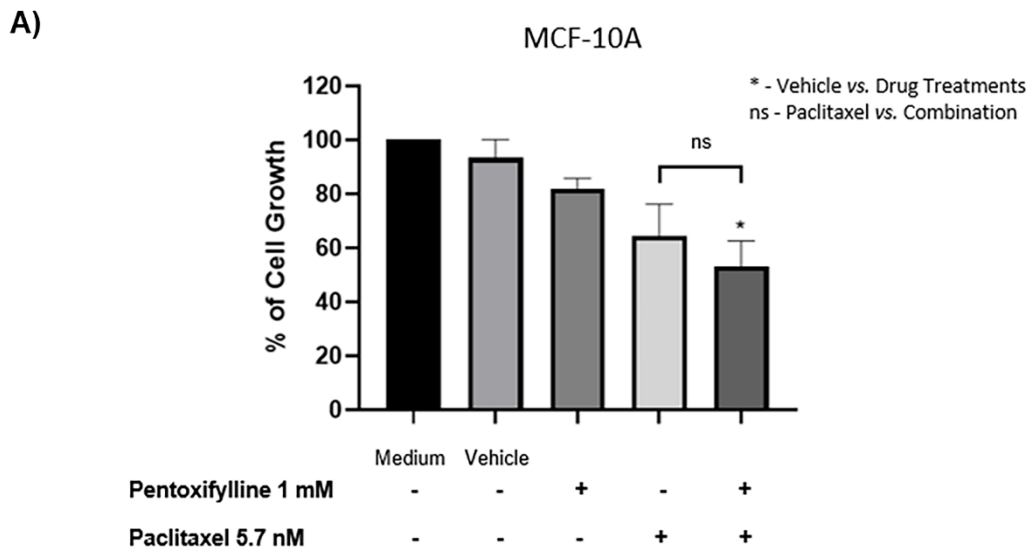 A)
MCF-10A
* - Vehicle vs. Drug Treatments
ns - Paclitaxel vs. Combination
% of Cell Growth
120
100
80
60
40
20
0
ns
*
Medium Vehicle
Pentoxifylline 1 mM - - + - +
Paclitaxel 5.7 nM - - - + +